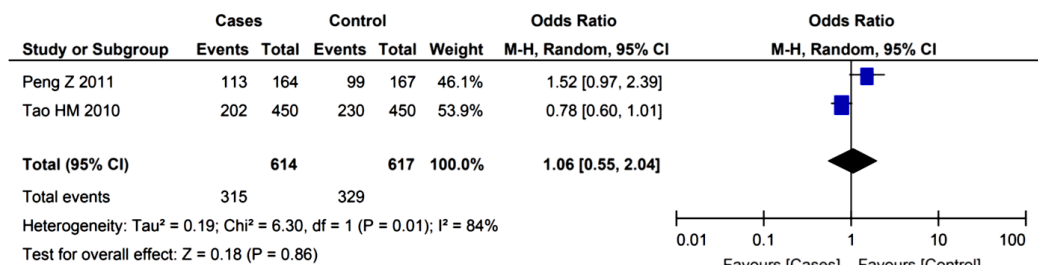 Cases Control Odds Ratio Odds Ratio
Study or Subgroup Events Total Events Total Weight M-H, Random, 95% CI M-H, Random, 95% CI
Peng Z 2011 113 164 99 167 46.1% 1.52 [0.97, 2.39]
Tao HM 2010 202 450 230 450 53.9% 0.78 [0.60, 1.01]
Total (95% CI) 614 617 100.0% 1.06 [0.55, 2.04]
Total events 315 329
Heterogeneity: Tau² = 0.19; Chi² = 6.30, df = 1 (P = 0.01); I² = 84%
Test for overall effect: Z = 0.18 (P = 0.86)
0.01 0.1 1 10 100
Favours [Cases] Favours [Control]